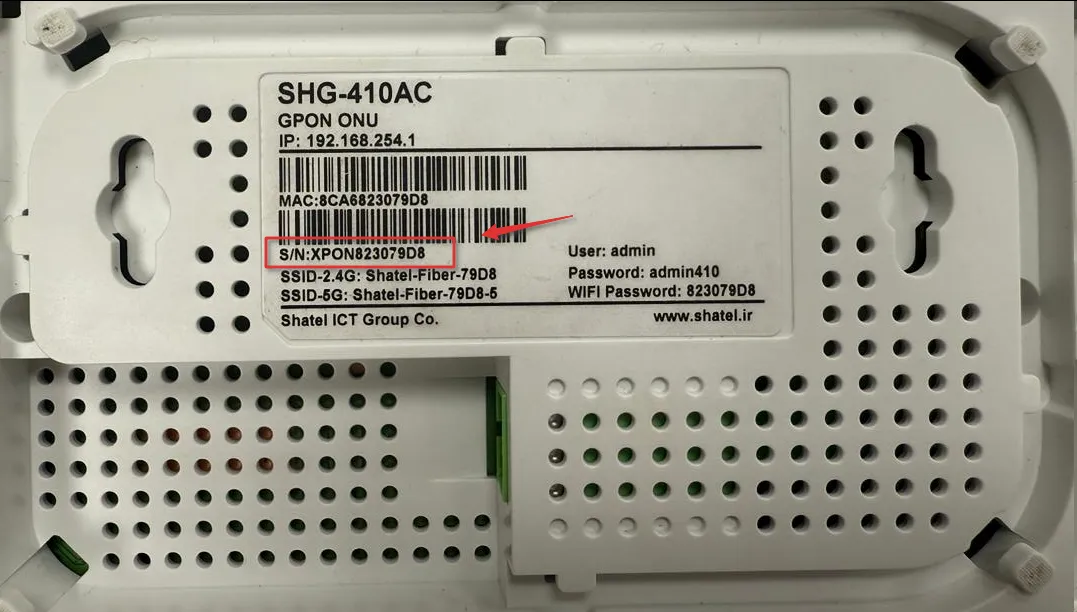 SHG-410AC
GPON ONU
IP: 192.168.254.1
MAC:8CA6823079D8
S/N:XPON823079D8
SSID-2.4G: Shatel-Fiber-79D8
SSID-5G: Shatel-Fiber-79D8-5
User: admin
Password: admin410
WIFI Password: 823079D8
Shatel ICT Group Co.
www.shatel.ir